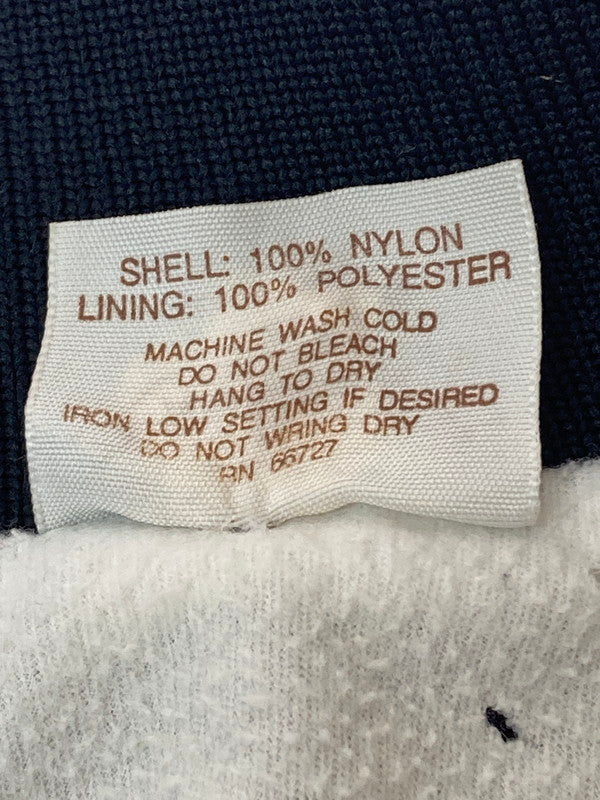 SHELL: 100% NYLON
LINING: 100% POLYESTER
MACHINE WASH COLD
DO NOT BLEACH
HANG TO DRY
IRON LOW SETTING IF DESIRED
DO NOT WRING DRY
RN 66727